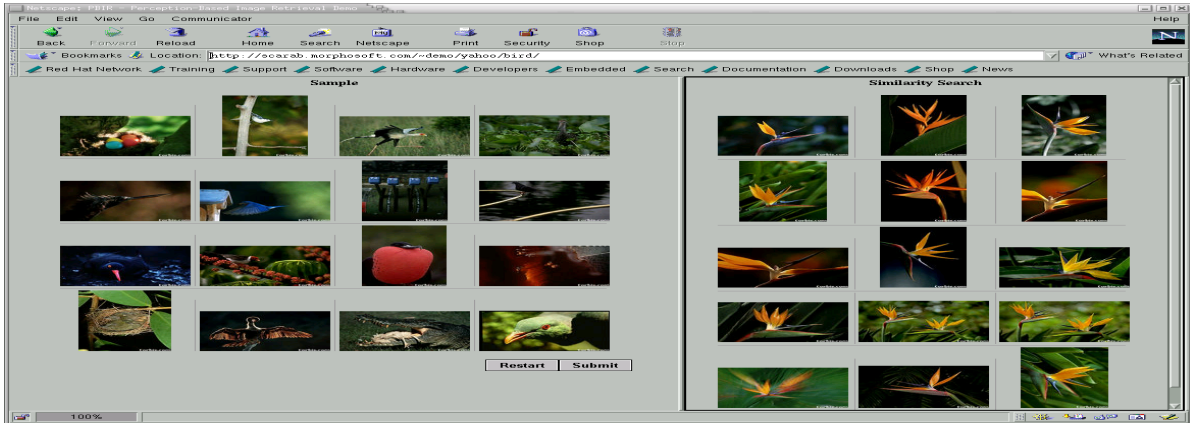 Netscape: PBIR - Perception-Based Image Retrieval Demo
File Edit View Go Communicator Help
Back Forward Reload Home Search Netscape Print Security Shop Stop
Bookmarks Location: http://scarab.morphosoft.com/~demo/yahoo/bird/ What's Related
Red Hat Network Training Support Software Hardware Developers Embedded Search Documentation Downloads Shop News
Sample
Similarity Search
Restart Submit
100%